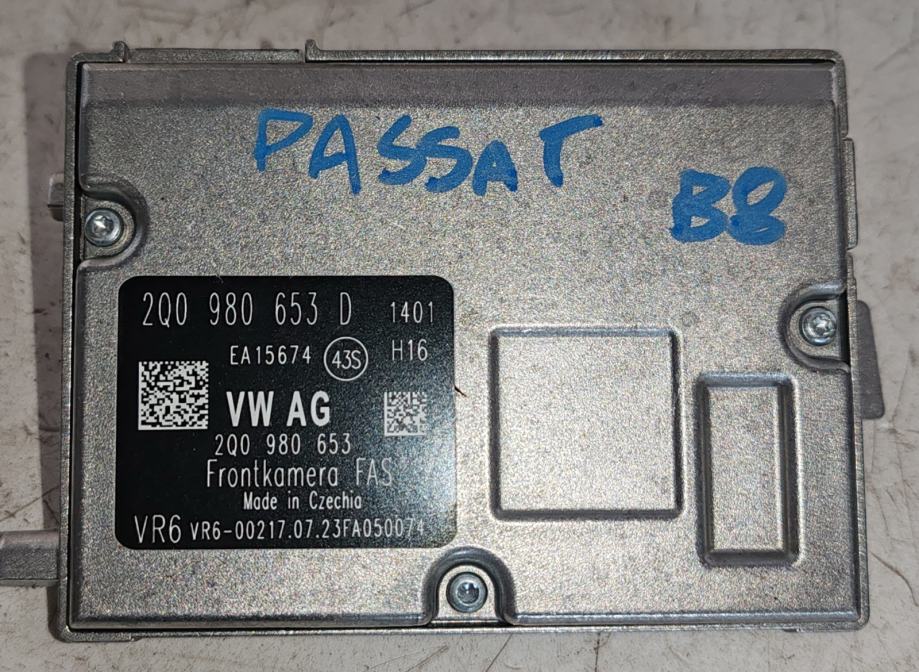 PASSAT
B8
2Q0 980 653 D 1401
EA15674 43S H16
VW AG
2Q0 980 653
Frontkamera FAS
Made in Czechia
VR6 VR6-00217.07.23FA050074